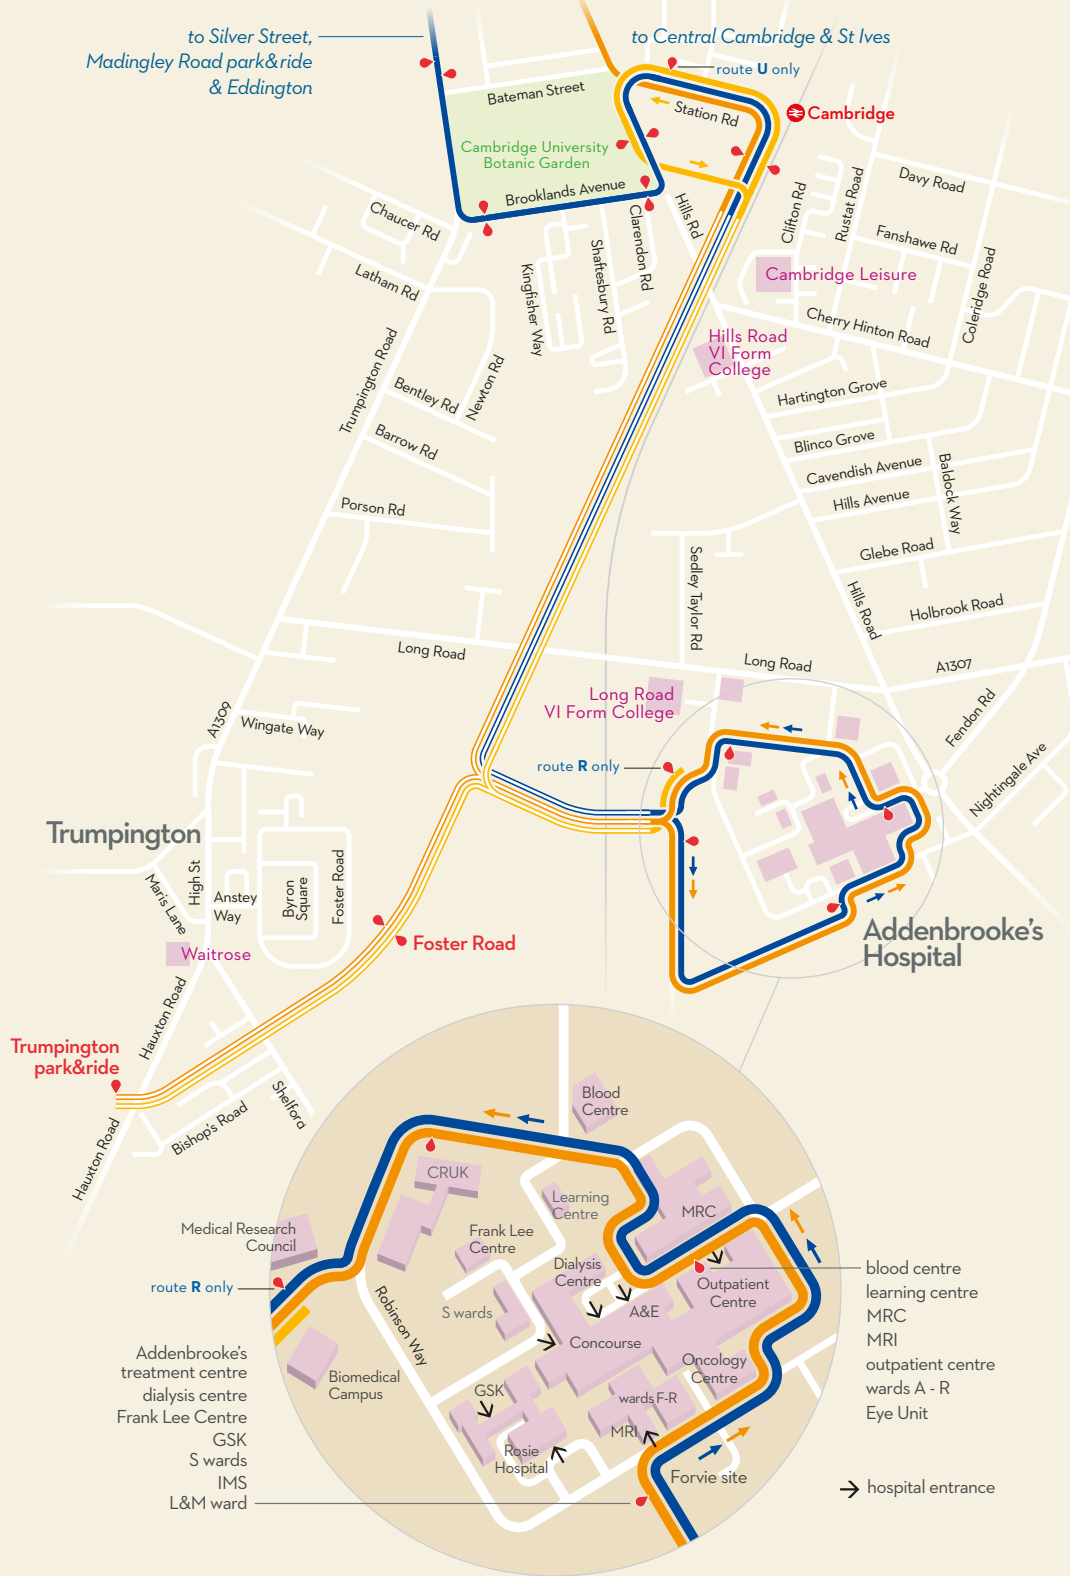 to Silver Street,
Madingley Road park&ride
& Eddington
to Central Cambridge & St Ives
route U only
Bateman Street
Station Rd
Cambridge
Cambridge University
Botanic Garden
Brooklands Avenue
Davy Road
Rustat Road
Clifton Rd
Hills Rd
Clarendon Rd
Chaucer Rd
Fanshawe Rd
Shaftesbury Rd
Kingfisher Way
Latham Rd
Cambridge Leisure
Coleridge Road
Cherry Hinton Road
Hills Road
VI Form
College
Trumpington Road
Newton Rd
Bentley Rd
Hartington Grove
Barrow Rd
Blinco Grove
Cavendish Avenue
Baldock Way
Hills Avenue
Porson Rd
Glebe Road
Sedley Taylor Rd
Hills Road
Holbrook Road
Long Road
Long Road
A1307
Long Road
VI Form College
A1309
Wingate Way
Fendon Rd
route R only
Nightingale Ave
Trumpington
High St
Maris Lane
Anstey
Way
Byron
Square
Foster Road
Waitrose
Foster Road
Addenbrooke's
Hospital
Hauxton Road
Trumpington
park&ride
Shelford
Bishop's Road
Hauxton Road
Blood
Centre
CRUK
Learning
Centre
MRC
Medical Research
Council
Frank Lee
Centre
Dialysis
Centre
route R only
Outpatient
Centre
blood centre
learning centre
MRC
MRI
outpatient centre
wards A - R
Eye Unit
S wards
A&E
Robinson Way
Concourse
Oncology
Centre
Biomedical
Campus
GSK
wards F-R
MRI
Rosie
Hospital
Forvie site
Addenbrooke's
treatment centre
dialysis centre
Frank Lee Centre
GSK
S wards
IMS
L&M ward
hospital entrance